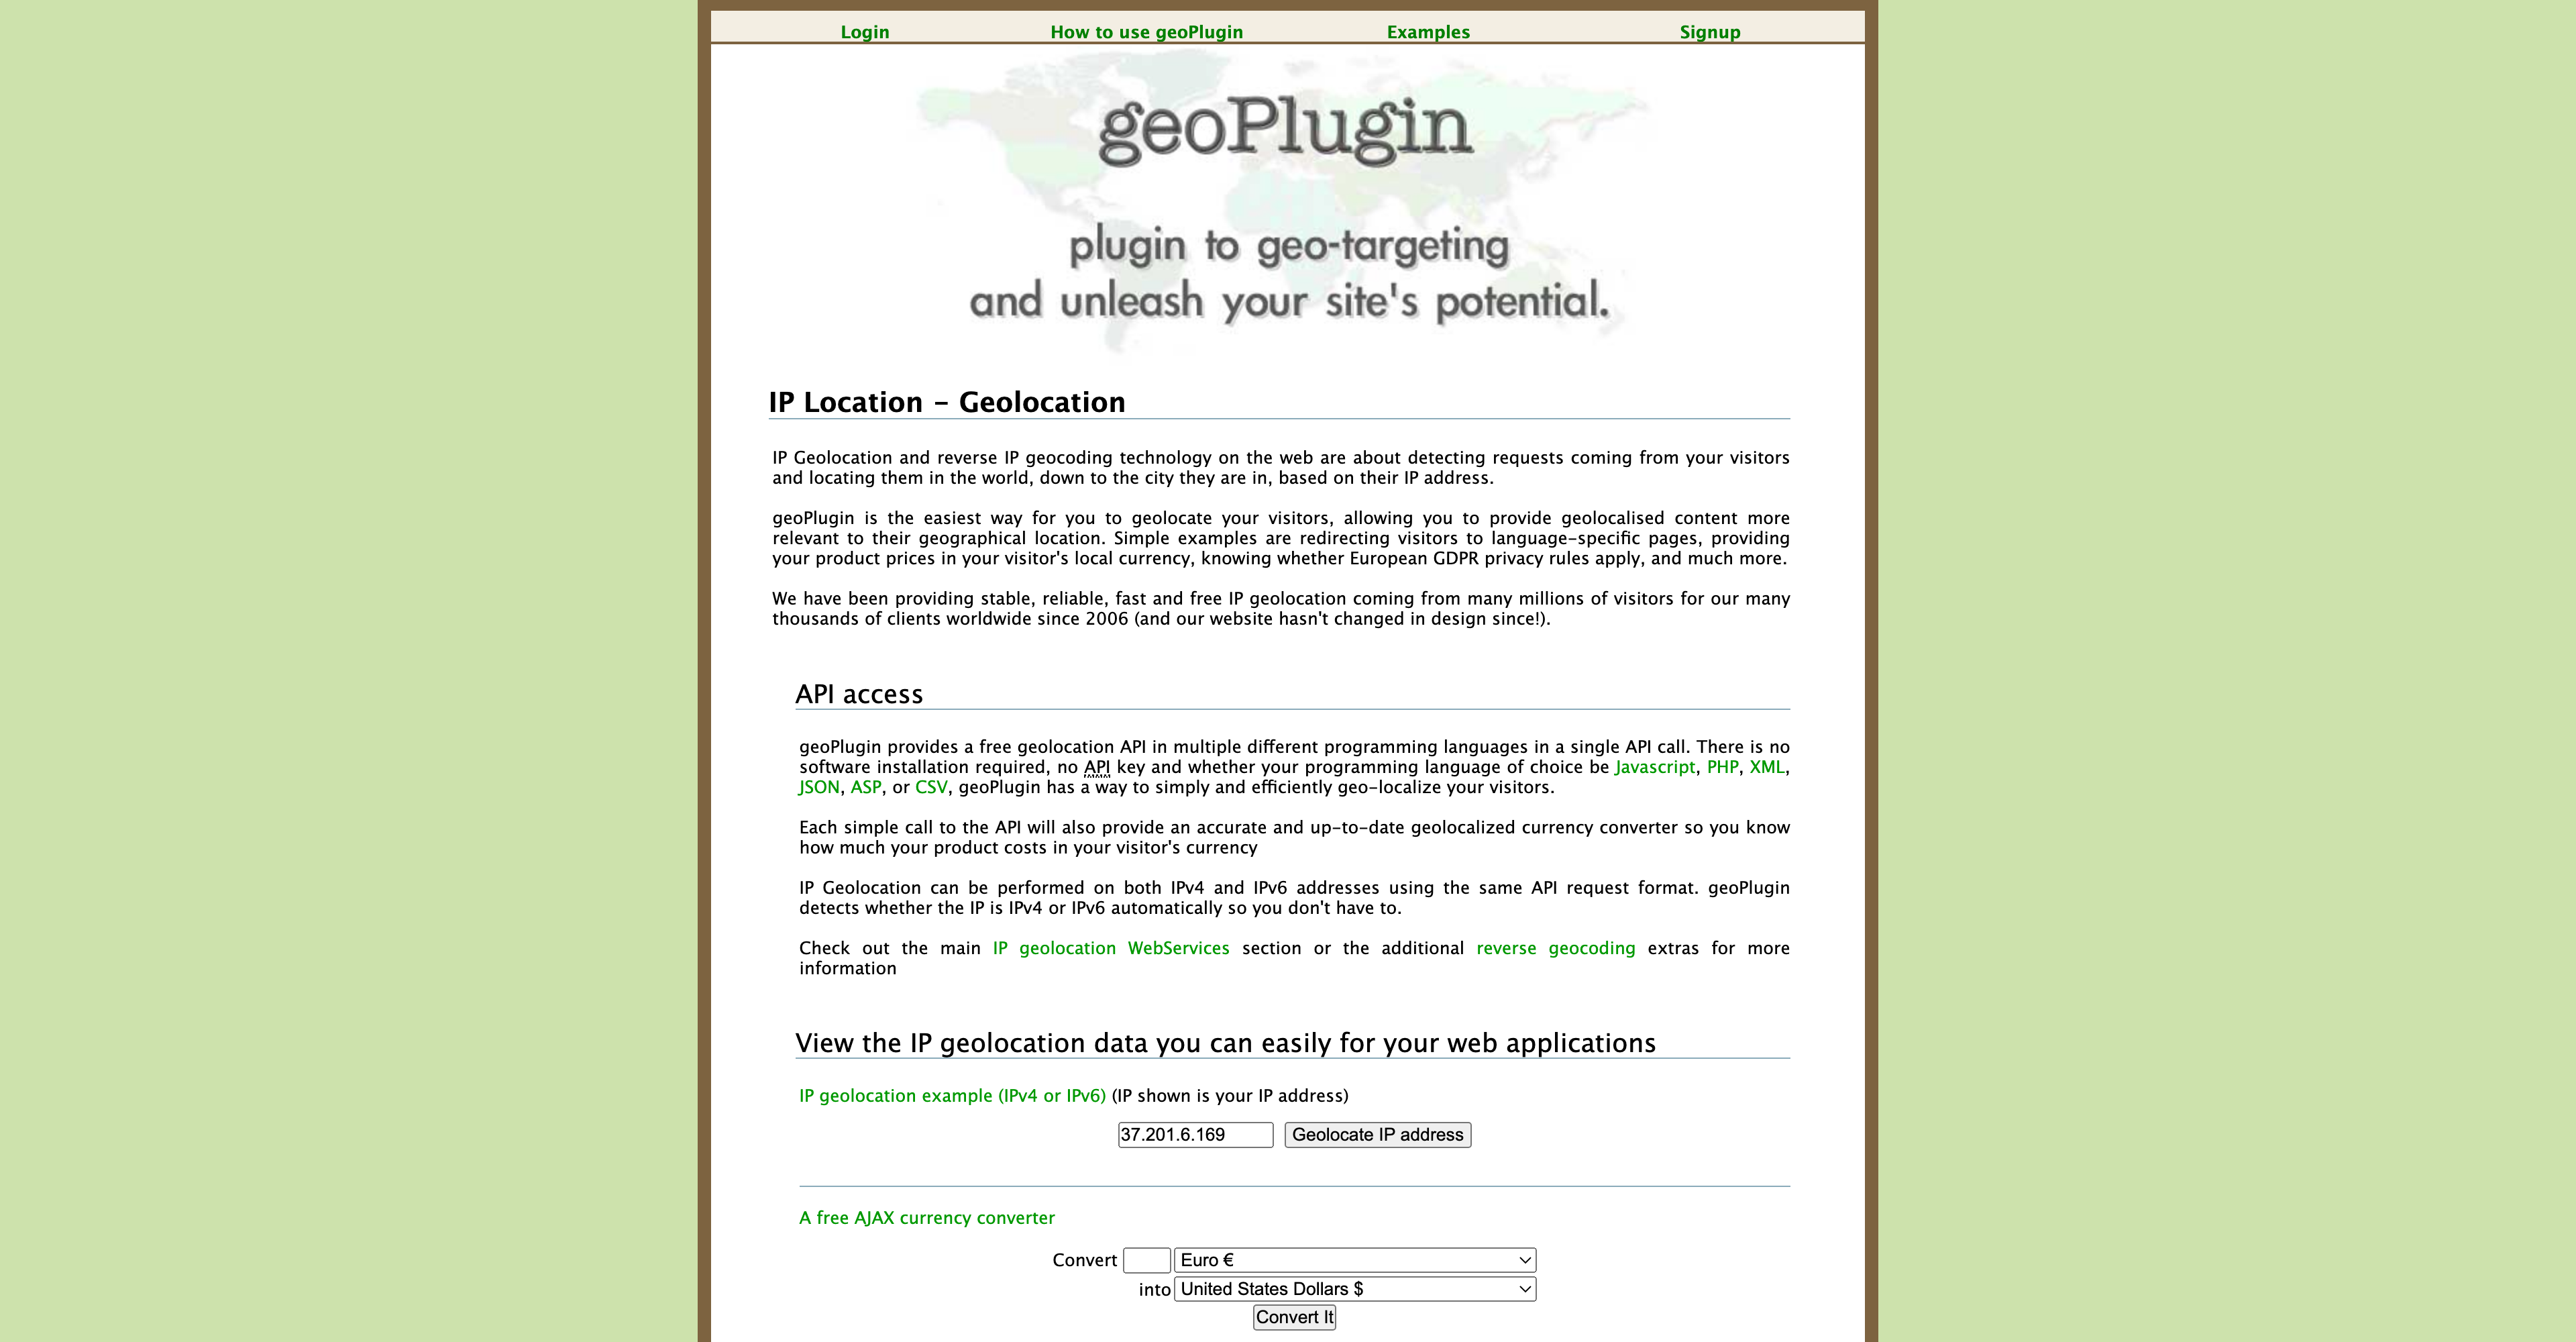 Login How to use geoPlugin Examples Signup
geoPlugin
plugin to geo-targeting
and unleash your site's potential.
IP Location - Geolocation
IP Geolocation and reverse IP geocoding technology on the web are about detecting requests coming from your visitors
and locating them in the world, down to the city they are in, based on their IP address.
geoPlugin is the easiest way for you to geolocate your visitors, allowing you to provide geolocalised content more
relevant to their geographical location. Simple examples are redirecting visitors to language-specific pages, providing
your product prices in your visitor's local currency, knowing whether European GDPR privacy rules apply, and much more.
We have been providing stable, reliable, fast and free IP geolocation coming from many millions of visitors for our many
thousands of clients worldwide since 2006 (and our website hasn't changed in design since!).
API access
geoPlugin provides a free geolocation API in multiple different programming languages in a single API call. There is no
software installation required, no API key and whether your programming language of choice be Javascript, PHP, XML,
JSON, ASP, or CSV, geoPlugin has a way to simply and efficiently geo-localize your visitors.
Each simple call to the API will also provide an accurate and up-to-date geolocalized currency converter so you know
how much your product costs in your visitor's currency
IP Geolocation can be performed on both IPv4 and IPv6 addresses using the same API request format. geoPlugin
detects whether the IP is IPv4 or IPv6 automatically so you don't have to.
Check out the main IP geolocation WebServices section or the additional reverse geocoding extras for more
information
View the IP geolocation data you can easily for your web applications
IP geolocation example (IPv4 or IPv6) (IP shown is your IP address)
37.201.6.169 Geolocate IP address
A free AJAX currency converter
Convert Euro €
into United States Dollars $
Convert It